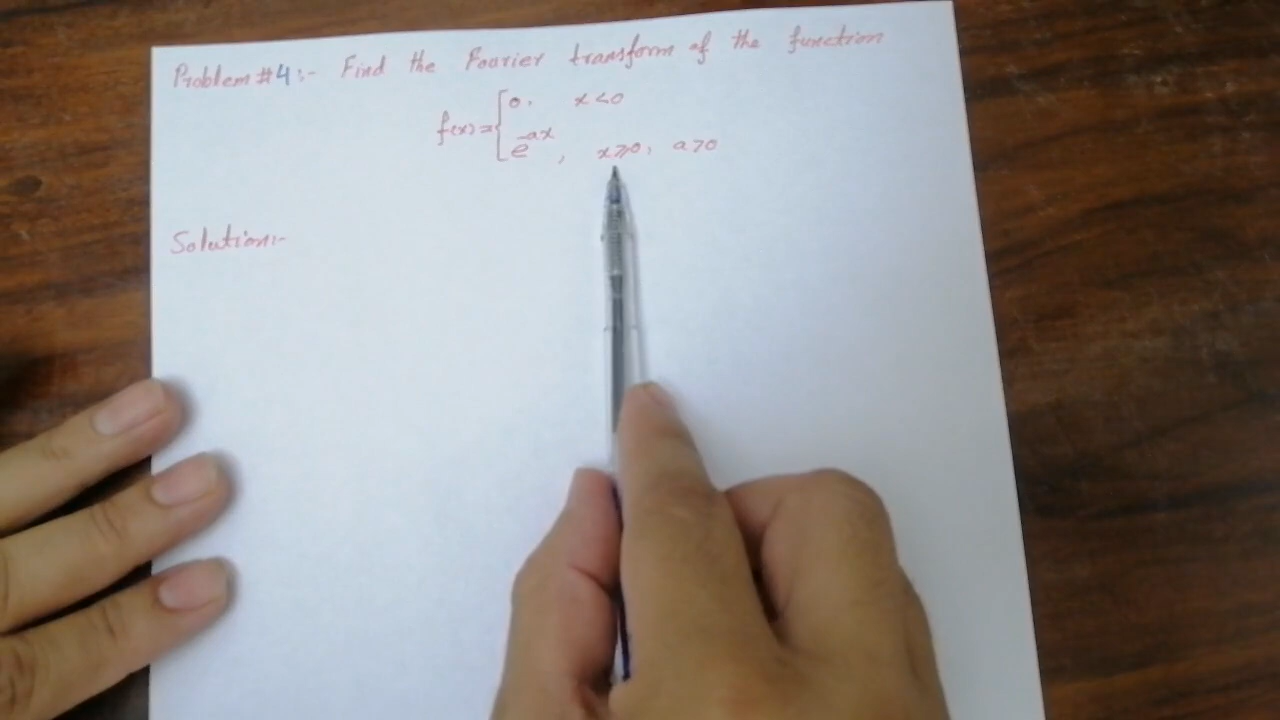 Problem #4:- Find the Fourier transform of the function
0, x<0
f(x)=
e^-ax, x≥0, a>0
Solution:-